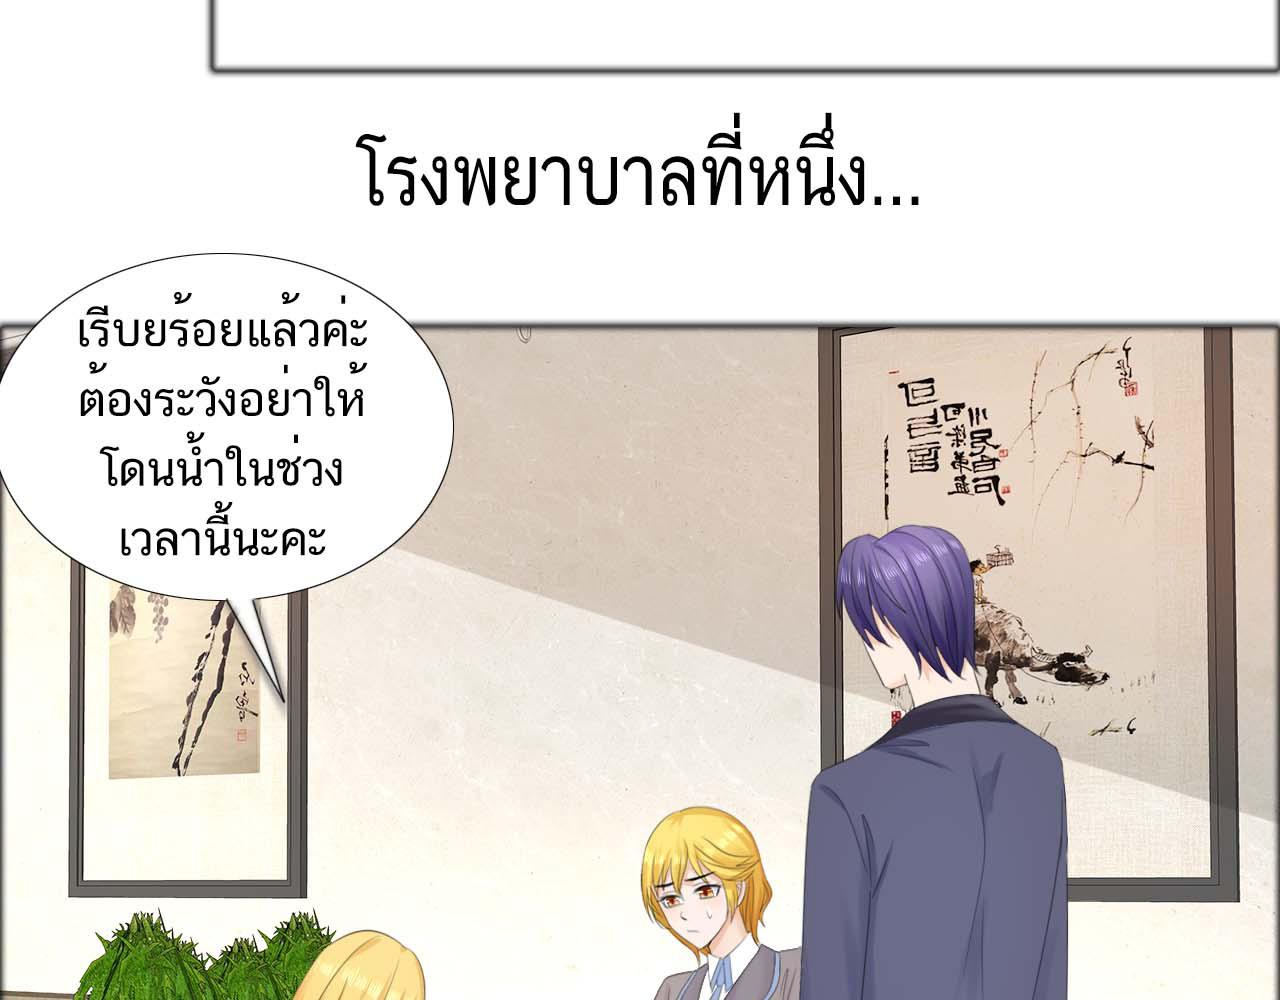 โรงพยาบาลที่หนึ่ง...
เรีบยร้อยแล้วค่ะ
ต้องระวังอย่าให้
โดนน้ำในช่วง
เวลานี้นะคะ